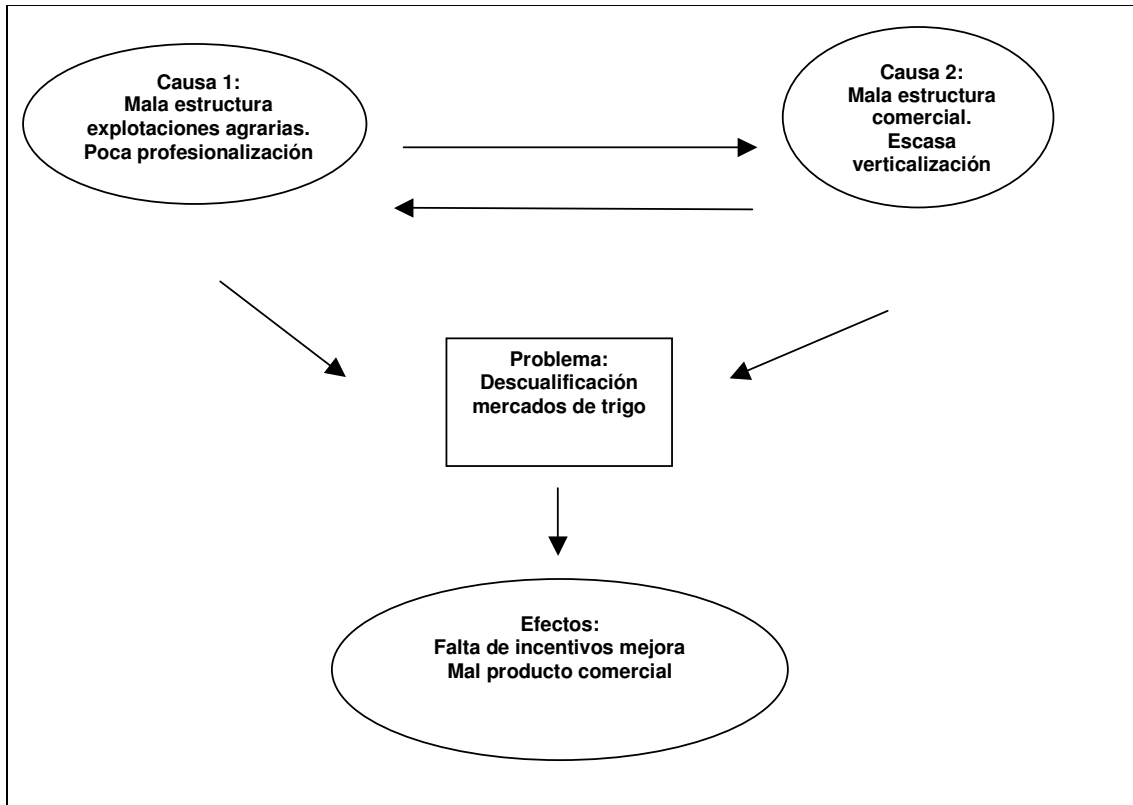 Causa 1:
Mala estructura
explotaciones agrarias.
Poca profesionalización
Causa 2:
Mala estructura
comercial.
Escasa
verticalización
Problema:
Descualificación
mercados de trigo
Efectos:
Falta de incentivos mejora
Mal producto comercial